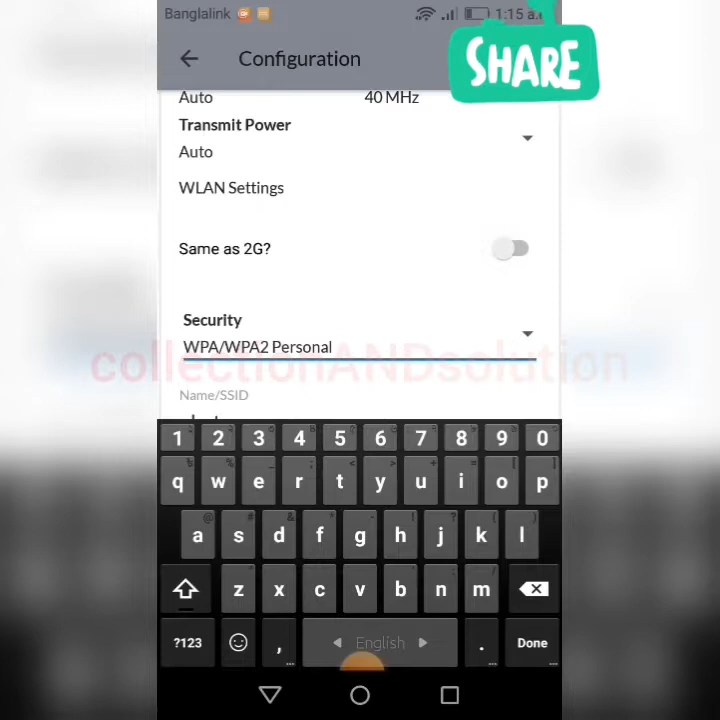 Banglalink
1:15 a
SHARE
Configuration
Auto 40 MHz
Transmit Power
Auto
WLAN Settings
Same as 2G?
Security
WPA/WPA2 Personal
collectionANDsolution
Name/SSID
1 2 3 4 5 6 7 8 9 0
q w e r t y u i o p
a s d f g h j k l
z x c v b n m
?123 , English . Done